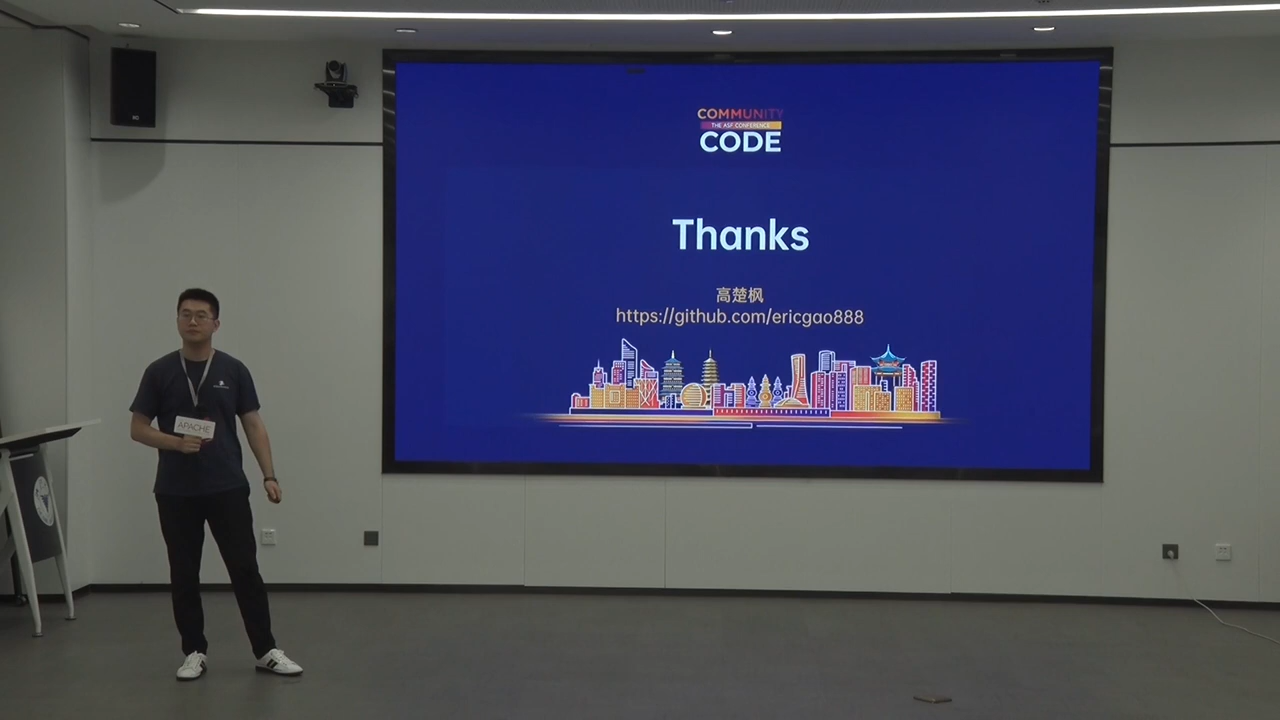 COMMUNITY
THE ASF CONFERENCE
CODE
Thanks
高楚枫
https://github.com/ericgao888
APACHE